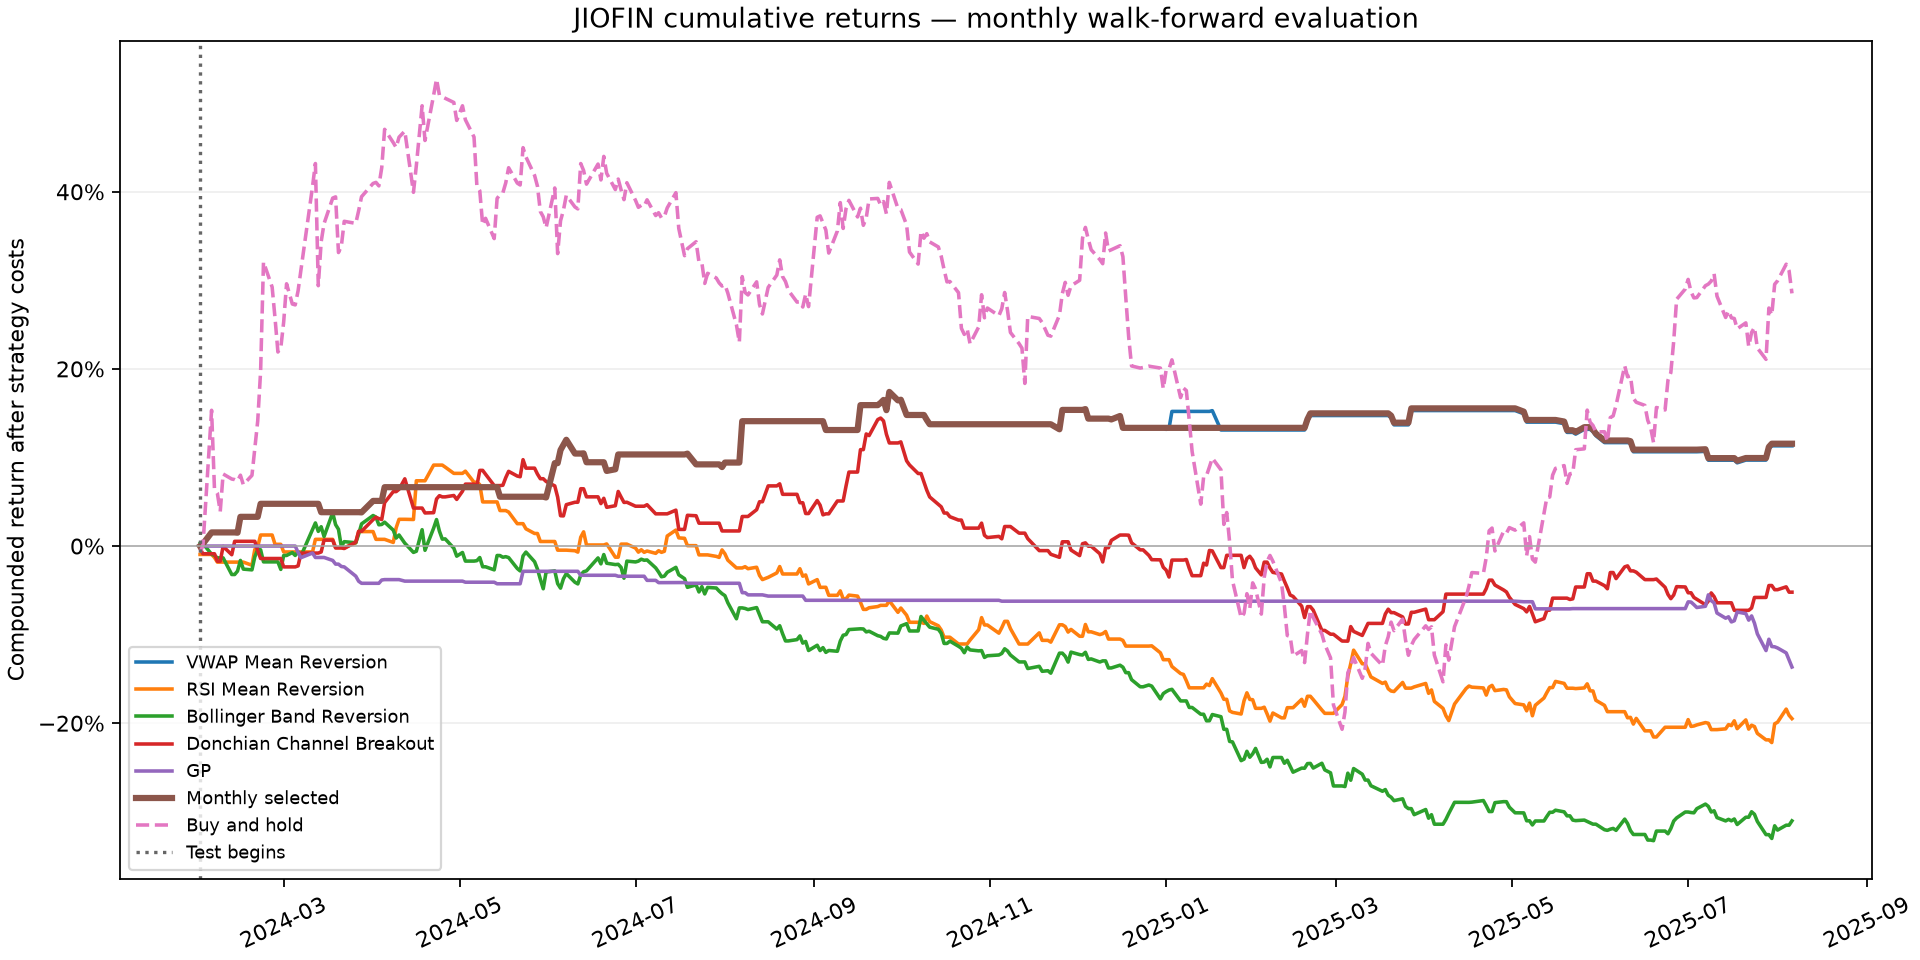 JIOFIN cumulative returns — monthly walk-forward evaluation
Compounded return after strategy costs
40%
20%
0%
−20%
VWAP Mean Reversion
RSI Mean Reversion
Bollinger Band Reversion
Donchian Channel Breakout
GP
Monthly selected
Buy and hold
Test begins
2024-03
2024-05
2024-07
2024-09
2024-11
2025-01
2025-03
2025-05
2025-07
2025-09